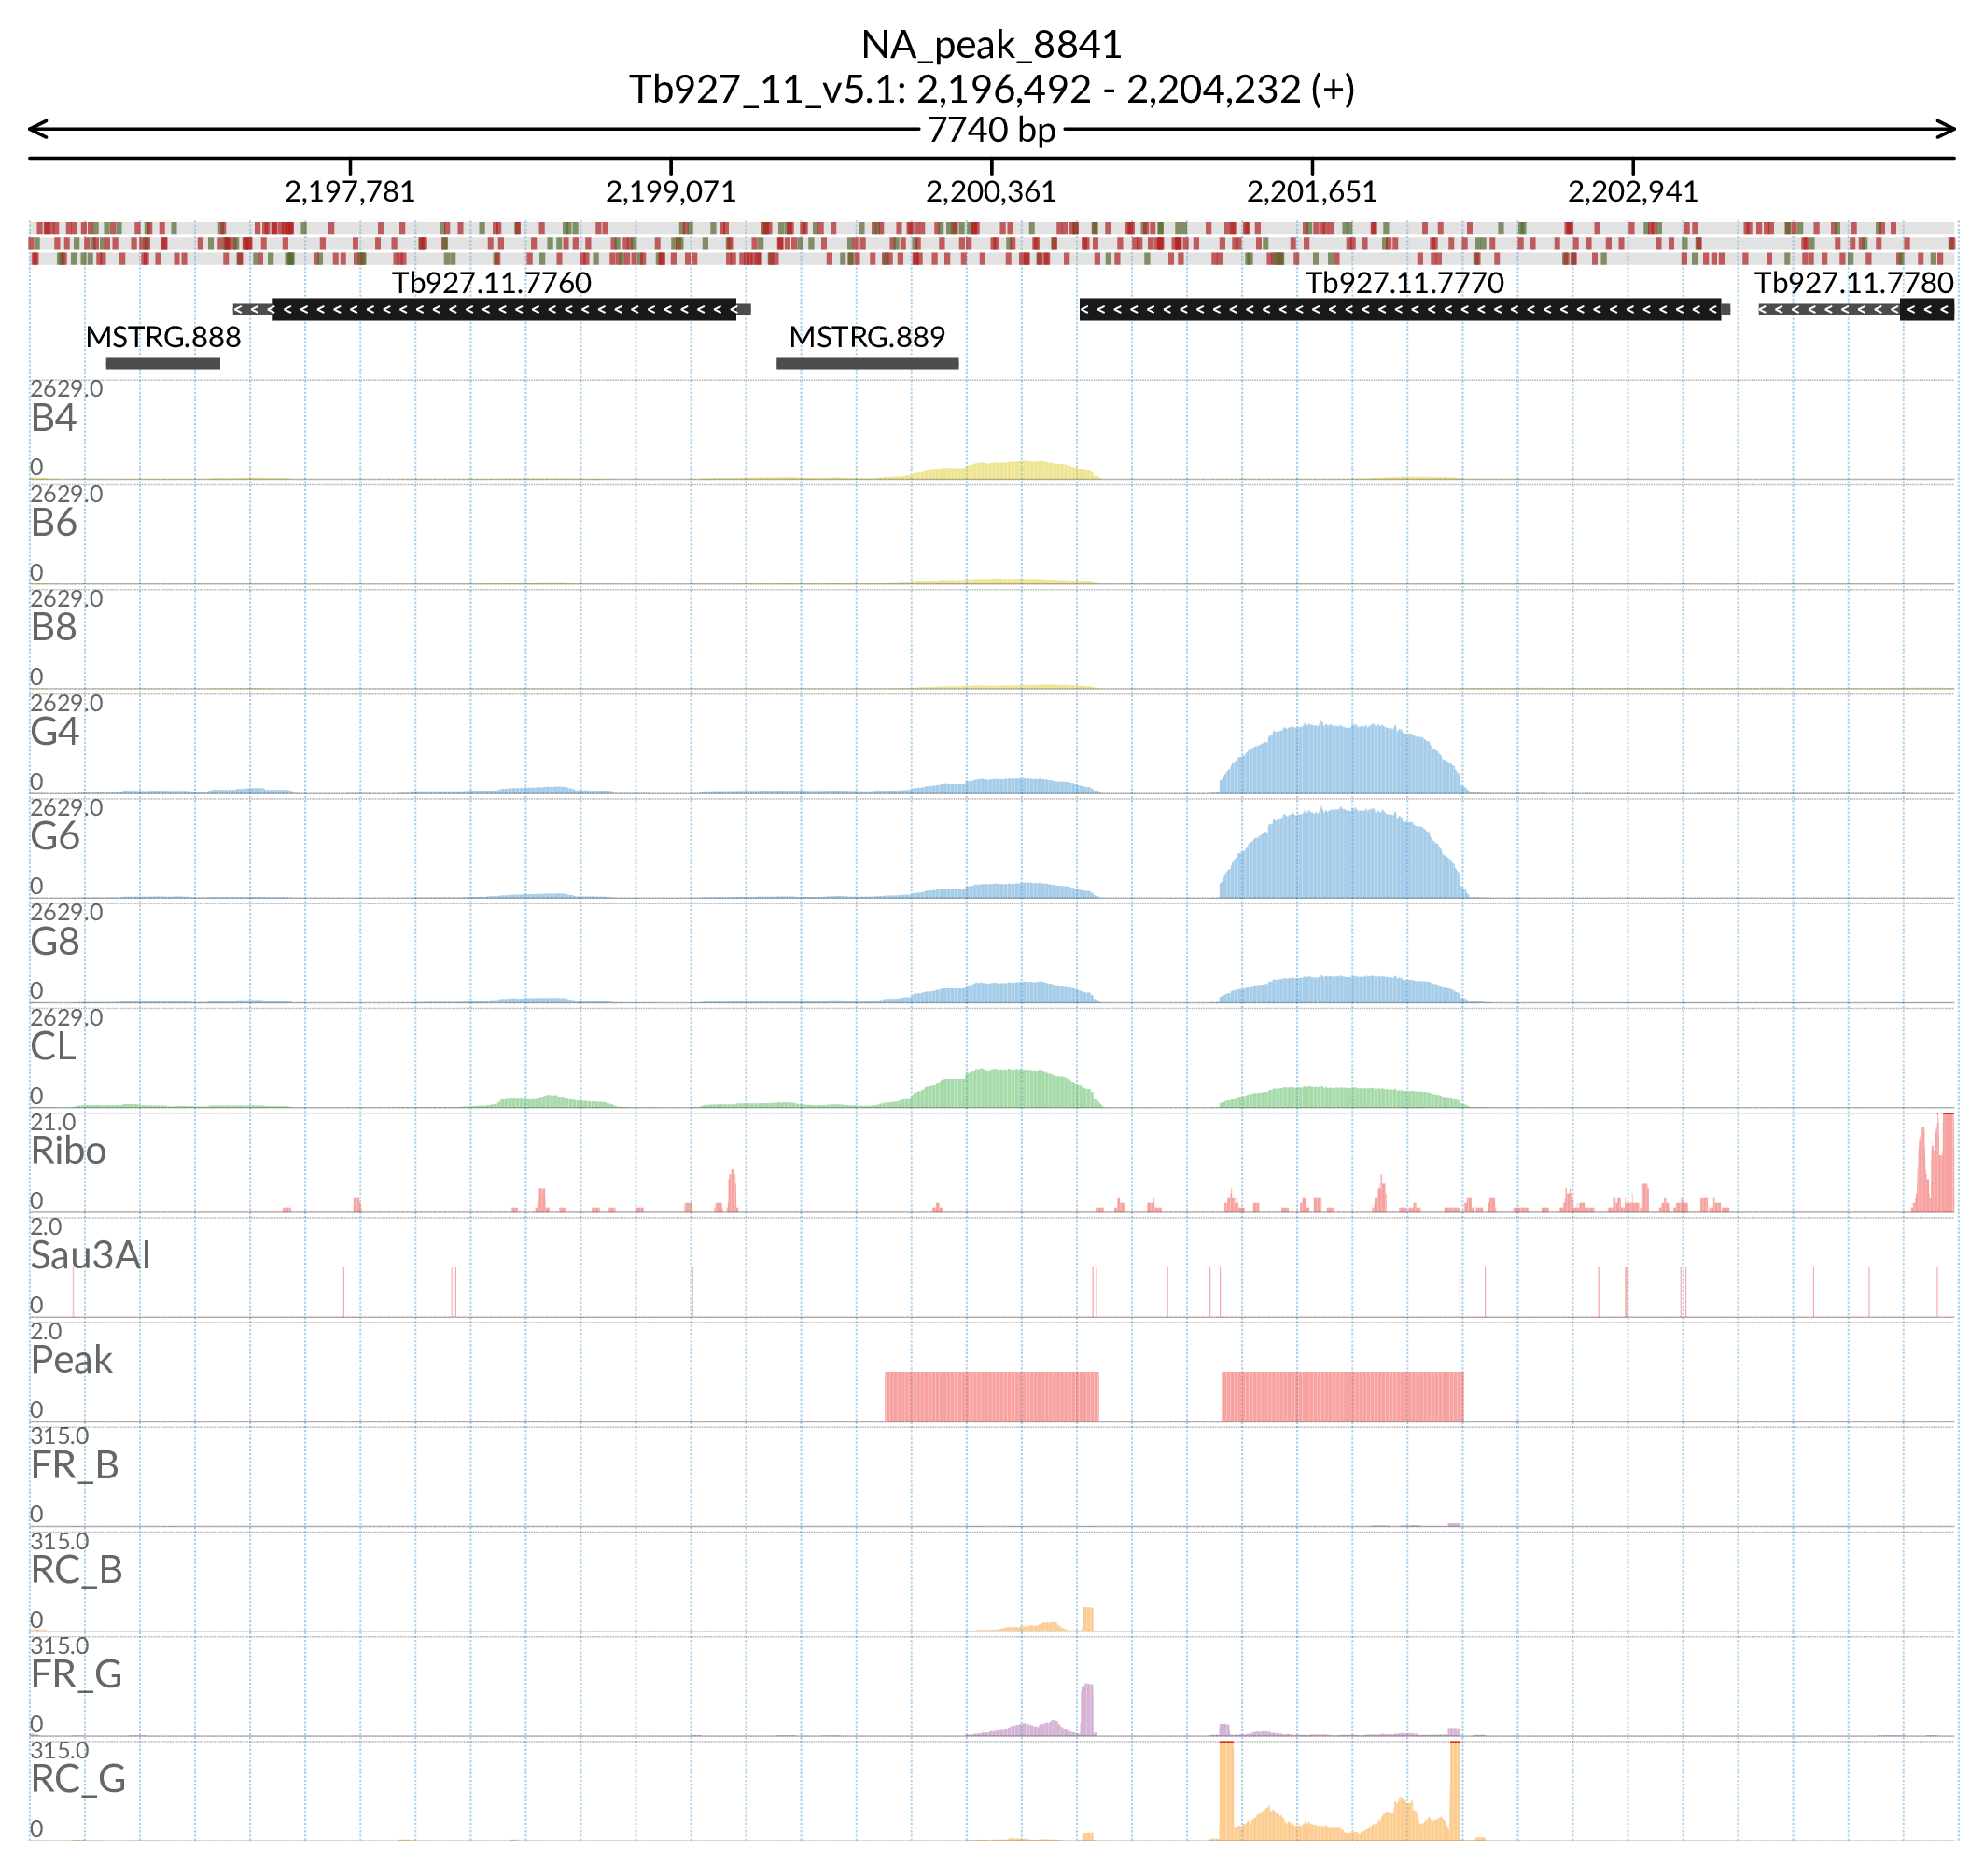 NA_peak_8841
Tb927_11_v5.1: 2,196,492 - 2,204,232 (+)
7740 bp
2,197,781 2,199,071 2,200,361 2,201,651 2,202,941
Tb927.11.7760 Tb927.11.7770 Tb927.11.7780
MSTRG.888 MSTRG.889
2629.0
B4
0
2629.0
B6
0
2629.0
B8
0
2629.0
G4
0
2629.0
G6
0
2629.0
G8
0
2629.0
CL
0
21.0
Ribo
0
2.0
Sau3AI
0
2.0
Peak
0
315.0
FR_B
0
315.0
RC_B
0
315.0
FR_G
0
315.0
RC_G
0